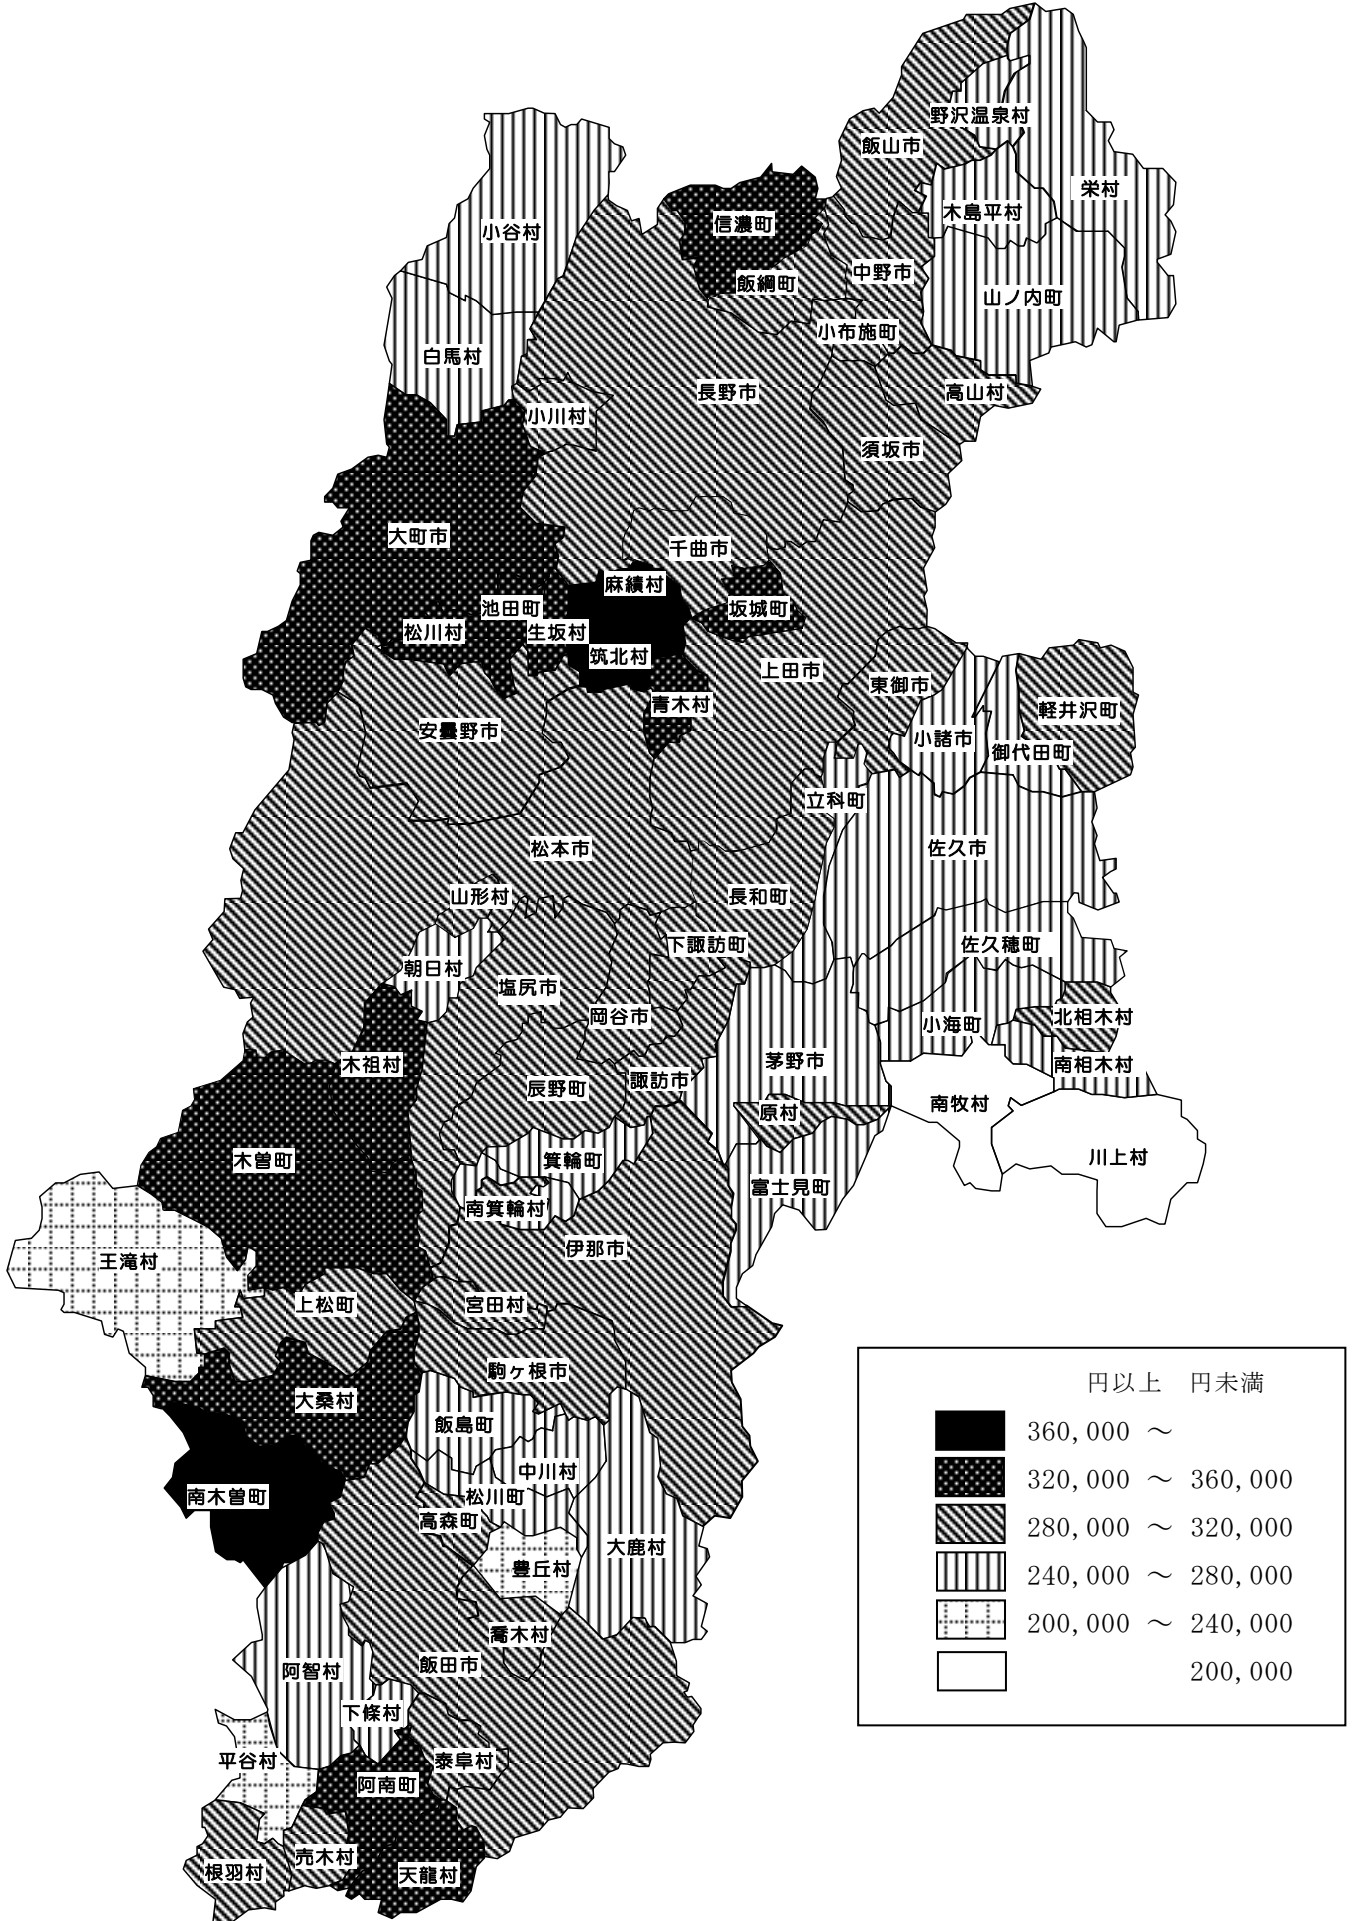 野沢温泉村
飯山市
栄村
木島平村
小谷村
信濃町
中野市
飯綱町
山ノ内町
小布施町
白馬村
長野市
高山村
小川村
須坂市
大町市
千曲市
麻績村
池田町
坂城町
松川村
生坂村
筑北村
上田市
東御市
青木村
軽井沢町
安曇野市
小諸市
御代田町
立科町
松本市
佐久市
山形村
長和町
下諏訪町
佐久穂町
朝日村
塩尻市
岡谷市
北相木村
小海町
木祖村
茅野市
南相木村
諏訪市
辰野町
南牧村
原村
木曽町
箕輪町
川上村
富士見町
南箕輪村
伊那市
王滝村
上松町
宮田村
駒ヶ根市
大桑村
飯島町
中川村
南木曽町
松川町
高森町
大鹿村
豊丘村
喬木村
飯田市
阿智村
下條村
平谷村
泰阜村
阿南町
売木村
根羽村
天龍村
円以上 円未満
360,000 ～
320,000 ～ 360,000
280,000 ～ 320,000
240,000 ～ 280,000
200,000 ～ 240,000
200,000